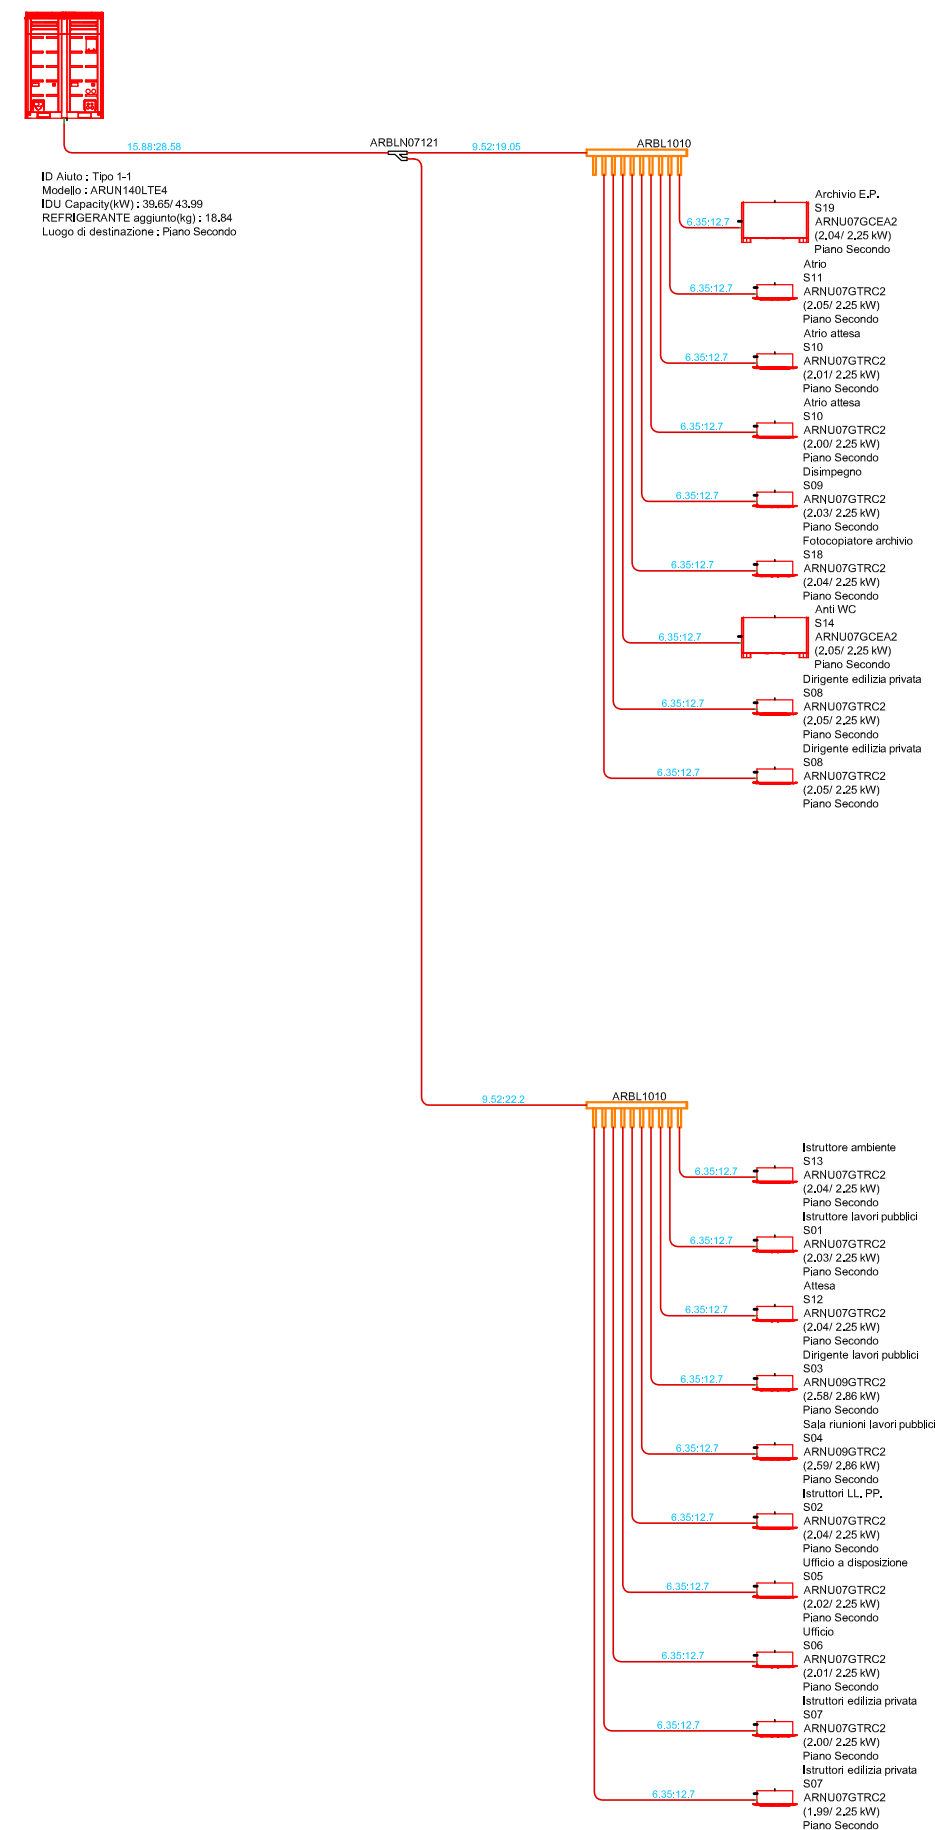 15.88:28.58
ARBLN07121
9.52:19.05
ARBL1010
ID Aiuto : Tipo 1-1
Modello : ARUN140LTE4
IDU Capacity(kW) : 39.65/ 43.99
REFRIGERANTE aggiunto(kg) : 18.84
Luogo di destinazione : Piano Secondo
6.35:12.7
Archivio E.P.
S19
ARNU07GCEA2
(2.04/ 2.25 kW)
Piano Secondo
6.35:12.7
Atrio
S11
ARNU07GTRC2
(2.05/ 2.25 kW)
Piano Secondo
6.35:12.7
Atrio attesa
S10
ARNU07GTRC2
(2.01/ 2.25 kW)
Piano Secondo
6.35:12.7
Atrio attesa
S10
ARNU07GTRC2
(2.00/ 2.25 kW)
Piano Secondo
6.35:12.7
Disimpegno
S09
ARNU07GTRC2
(2.03/ 2.25 kW)
Piano Secondo
6.35:12.7
Fotocopiatore archivio
S18
ARNU07GTRC2
(2.04/ 2.25 kW)
Piano Secondo
6.35:12.7
Anti WC
S14
ARNU07GCEA2
(2.05/ 2.25 kW)
Piano Secondo
6.35:12.7
Dirigente edilizia privata
S08
ARNU07GTRC2
(2.05/ 2.25 kW)
Piano Secondo
6.35:12.7
Dirigente edilizia privata
S08
ARNU07GTRC2
(2.05/ 2.25 kW)
Piano Secondo
9.52:22.2
ARBL1010
6.35:12.7
Istruttore ambiente
S13
ARNU07GTRC2
(2.04/ 2.25 kW)
Piano Secondo
6.35:12.7
Istruttore lavori pubblici
S01
ARNU07GTRC2
(2.03/ 2.25 kW)
Piano Secondo
6.35:12.7
Attesa
S12
ARNU07GTRC2
(2.04/ 2.25 kW)
Piano Secondo
6.35:12.7
Dirigente lavori pubblici
S03
ARNU09GTRC2
(2.58/ 2.86 kW)
Piano Secondo
6.35:12.7
Sala riunioni lavori pubblici
S04
ARNU09GTRC2
(2.59/ 2.86 kW)
Piano Secondo
6.35:12.7
Istruttori LL. PP.
S02
ARNU07GTRC2
(2.04/ 2.25 kW)
Piano Secondo
6.35:12.7
Ufficio a disposizione
S05
ARNU07GTRC2
(2.02/ 2.25 kW)
Piano Secondo
6.35:12.7
Ufficio
S06
ARNU07GTRC2
(2.01/ 2.25 kW)
Piano Secondo
6.35:12.7
Istruttori edilizia privata
S07
ARNU07GTRC2
(2.00/ 2.25 kW)
Piano Secondo
6.35:12.7
Istruttori edilizia privata
S07
ARNU07GTRC2
(1.99/ 2.25 kW)
Piano Secondo